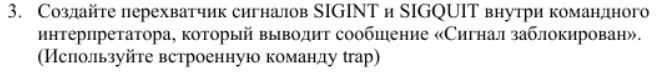 3. Создайте перехватчик сигналов SIGINT и SIGQUIT внутри командного
интерпретатора, который выводит сообщение «Сигнал заблокирован».
(Используйте встроенную команду trap)